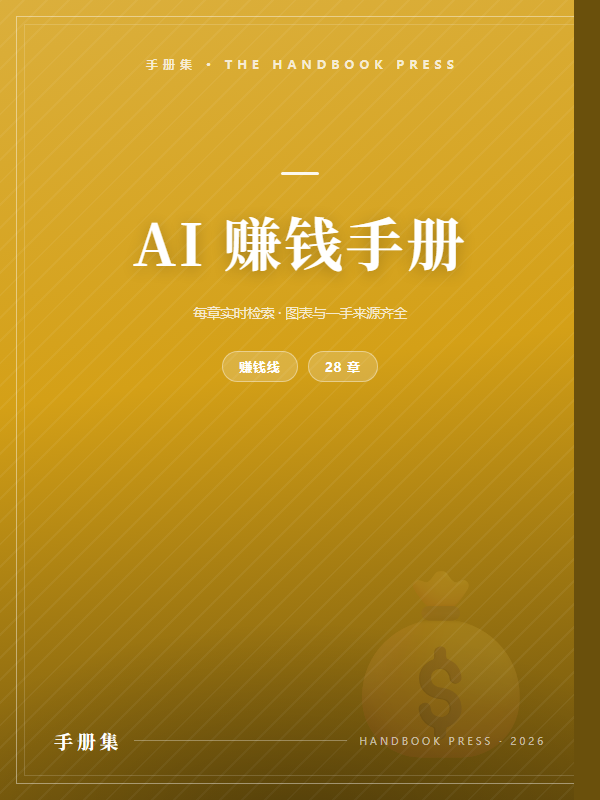 手册集 • THE HANDBOOK PRESS
AI 赚钱手册
每章实时检索 · 图表与一手来源齐全
赚钱线 28 章
$
手册集 HANDBOOK PRESS · 2026